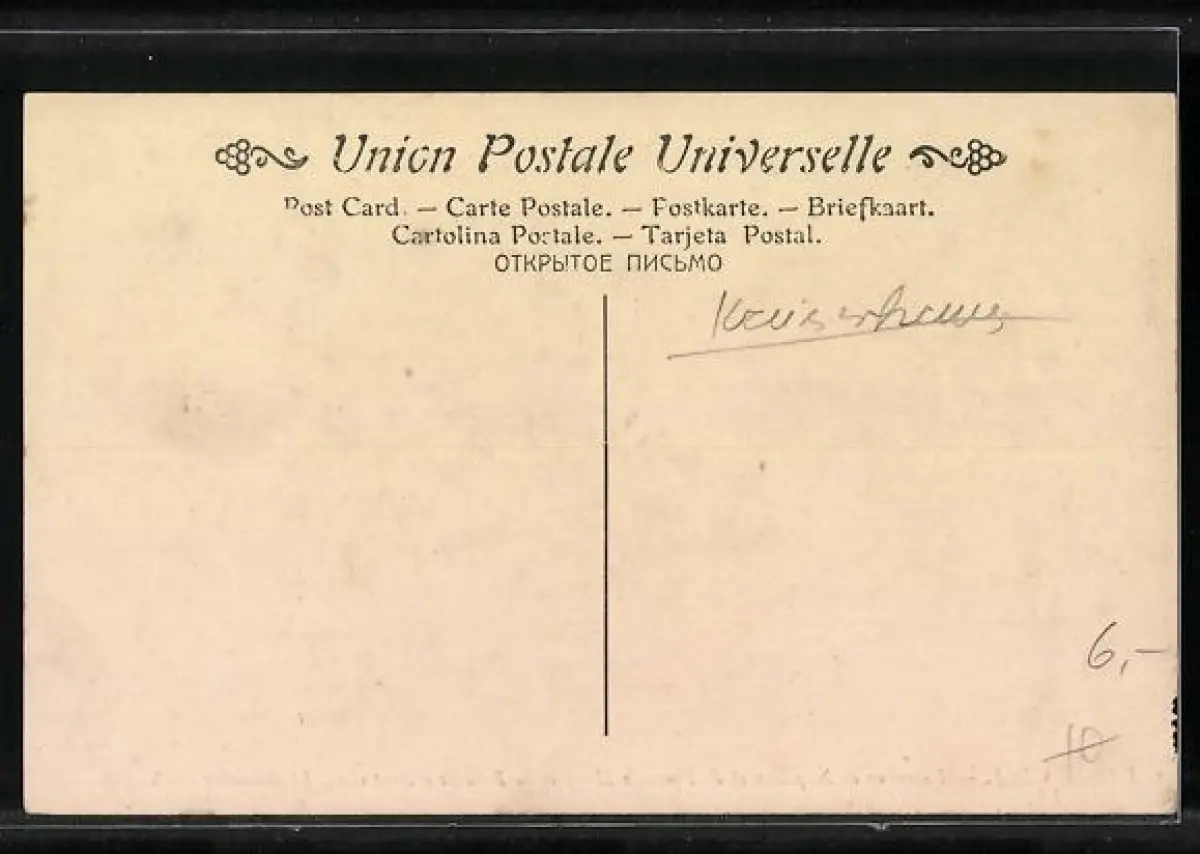 Union Postale Universelle
Post Card. — Carte Postale. — Postkarte. — Briefkaart.
Cartolina Postale. — Tarjeta Postal.
ОТКРЫТОЕ ПИСЬМО
6,-
10